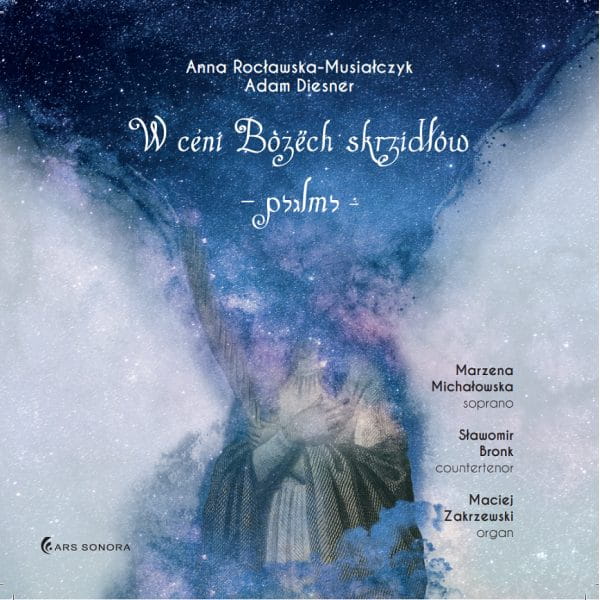 Anna Rocławska-Musiałczyk
Adam Diesner
W céni Bòżëch skrzidłów
– psalms –
Marzena
Michałowska
soprano
Sławomir
Bronk
countertenor
Maciej
Zakrzewski
organ
ARS SONORA